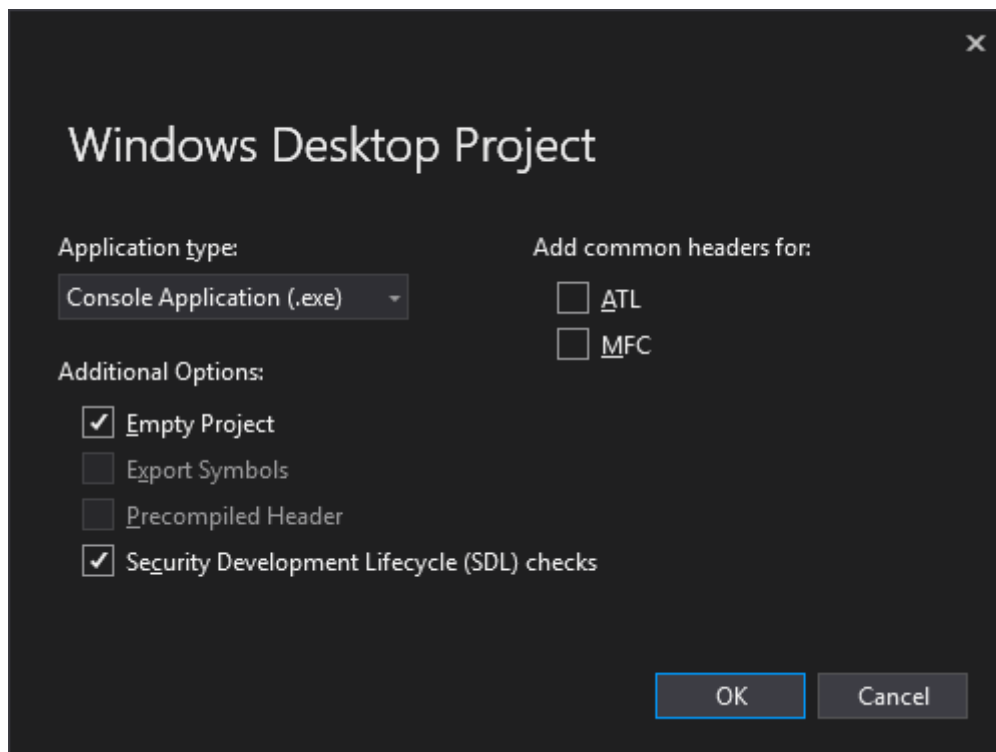 Windows Desktop Project
Application type:
Console Application (.exe)
Additional Options:
Empty Project
Export Symbols
Precompiled Header
Security Development Lifecycle (SDL) checks
Add common headers for:
ATL
MFC
OK
Cancel